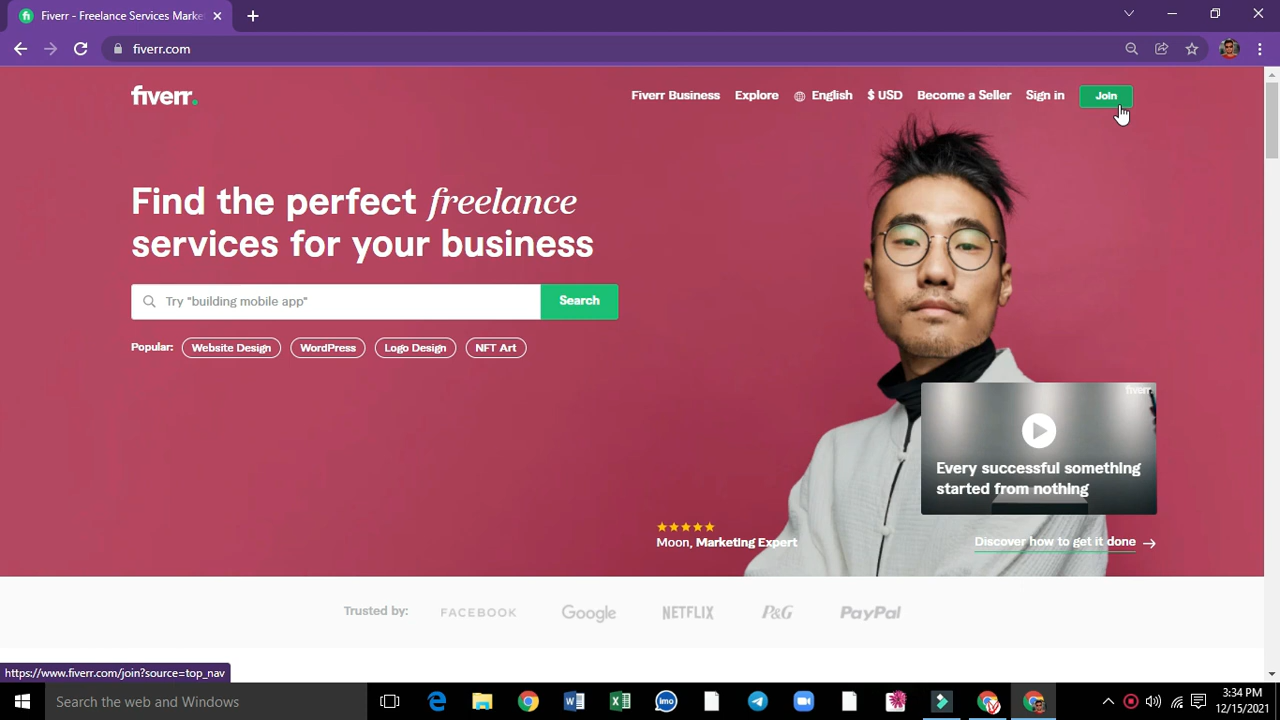 Fiverr - Freelance Services Marke
fiverr.com
fiverr.
Fiverr Business
Explore
English
$ USD
Become a Seller
Sign in
Join
Find the perfect freelance
services for your business
Try "building mobile app"
Search
Popular:
Website Design
WordPress
Logo Design
NFT Art
fiverr.
Every successful something
started from nothing
★★★★★
Moon, Marketing Expert
Discover how to get it done →
Trusted by:
FACEBOOK
Google
NETFLIX
P&G
PayPal
https://www.fiverr.com/join?source=top_nav
Search the web and Windows
imo
3:34 PM
12/15/2021